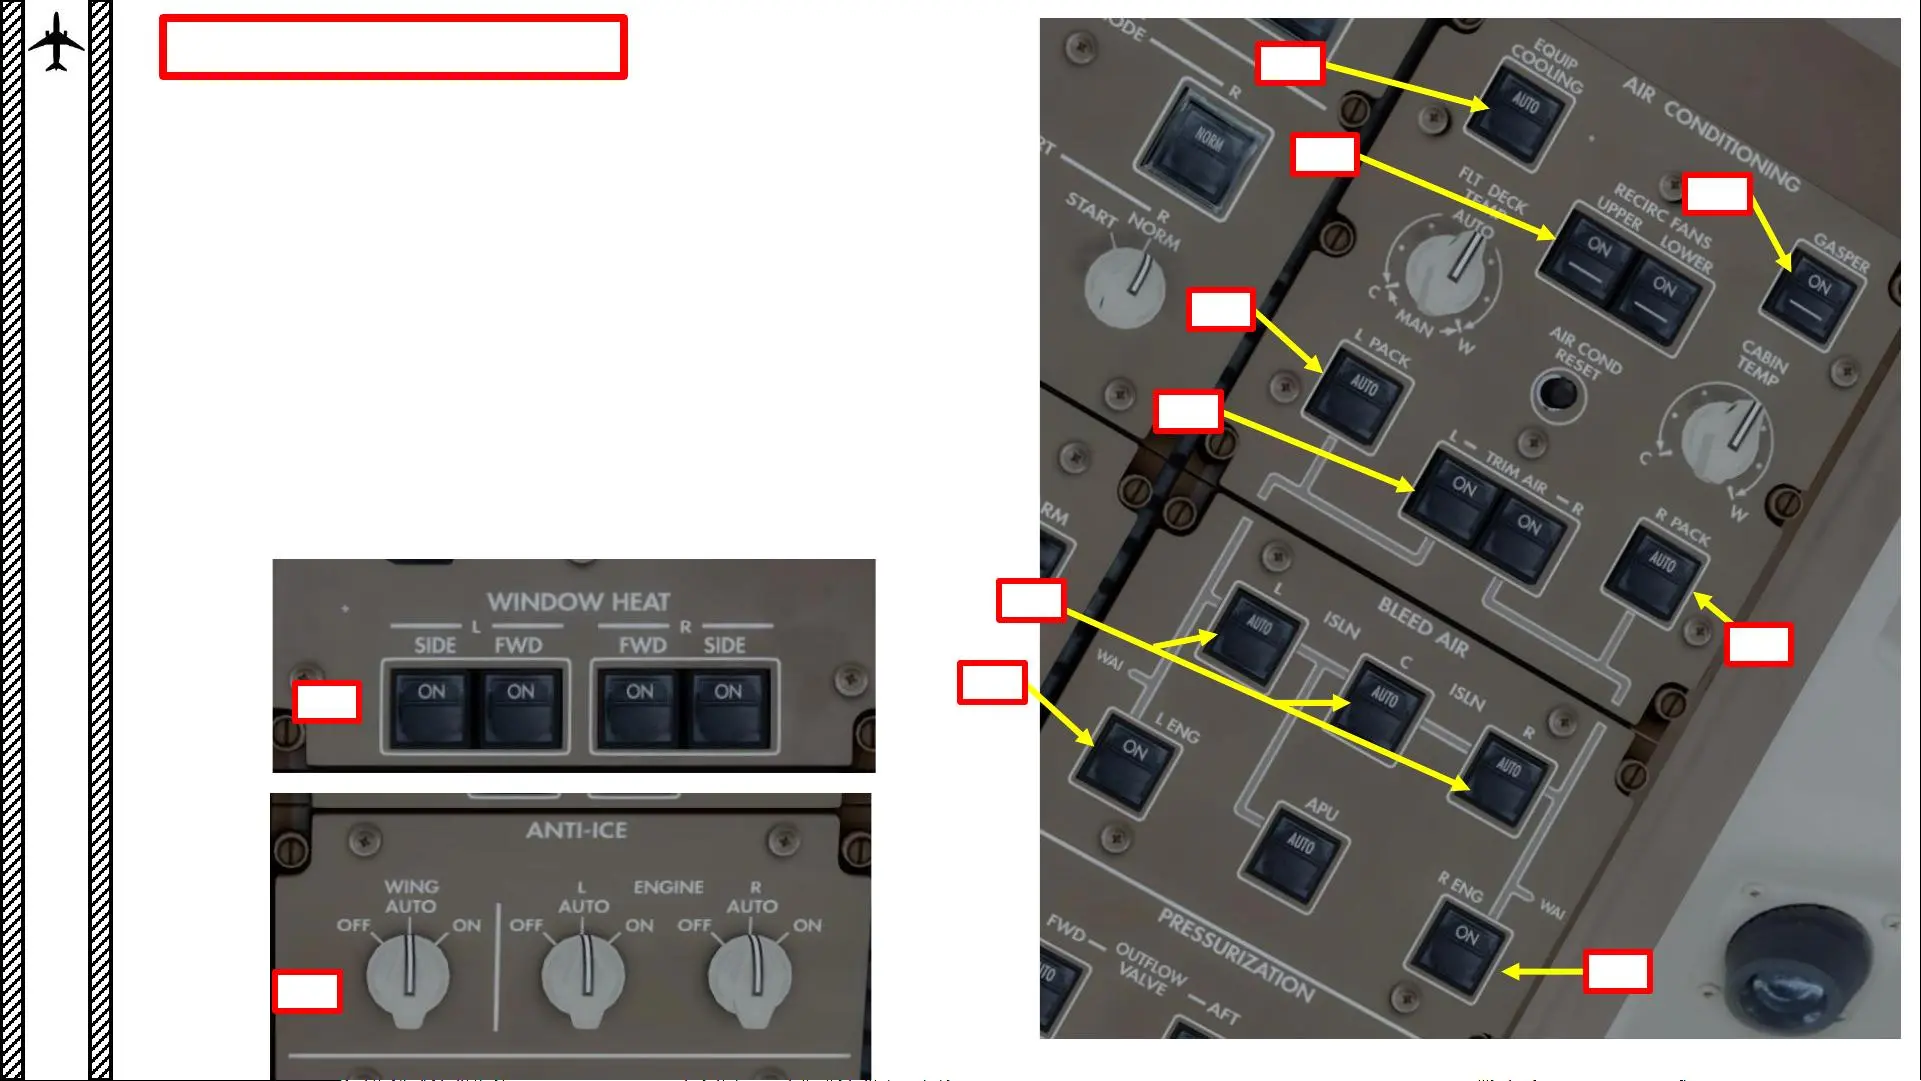 ODE
R
NORM
RT
R
START NORM
EQUIP
COOLING
AUTO
AIR CONDITIONING
FLT DECK
TEMP
AUTO
C MAN W
RECIRC FANS
UPPER LOWER
ON ON
GASPER
ON
L PACK
AUTO
AIR COND
RESET
CABIN
TEMP
C W
L TRIM AIR R
ON ON
R PACK
AUTO
RM
BLEED AIR
L ISLN C ISLN R
AUTO AUTO AUTO
WAI
L ENG
ON
APU
AUTO
R ENG
ON
WAI
PRESSURIZATION
FWD OUTFLOW
VALVE AFT
UTO
WINDOW HEAT
L R
SIDE FWD FWD SIDE
ON ON ON ON
ANTI-ICE
WING L ENGINE R
AUTO AUTO AUTO
OFF ON OFF ON OFF ON